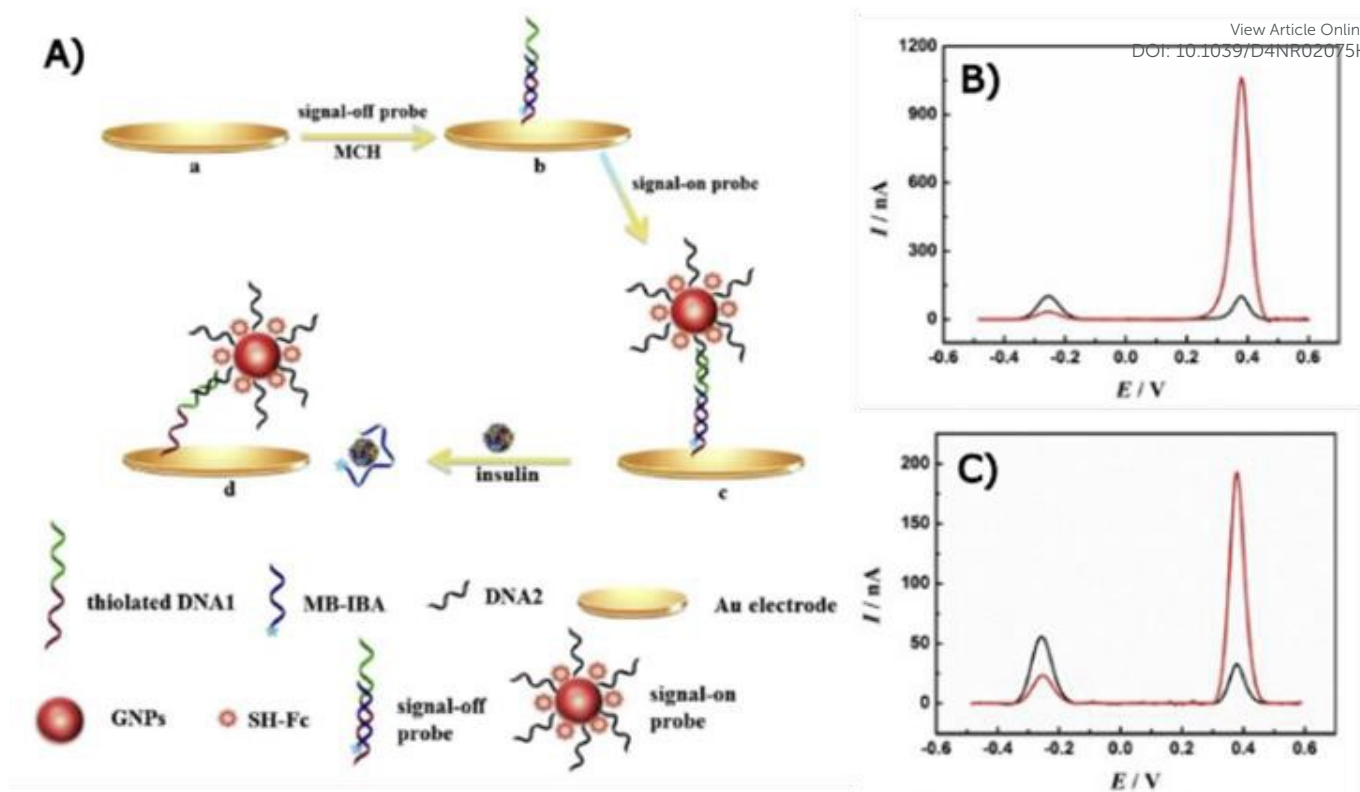 View Article Onlin
DOI: 10.1039/D4NR02075H
A)
signal-off probe
MCH
a
b
signal-on probe
insulin
d
c
thiolated DNA1
MB-IBA
DNA2
Au electrode
GNPs
SH-Fc
signal-off
probe
signal-on
probe
B)
1200
900
600
300
0
I / nA
-0.6 -0.4 -0.2 0.0 0.2 0.4 0.6
E / V
C)
200
150
100
50
0
I / nA
-0.6 -0.4 -0.2 0.0 0.2 0.4 0.6
E / V